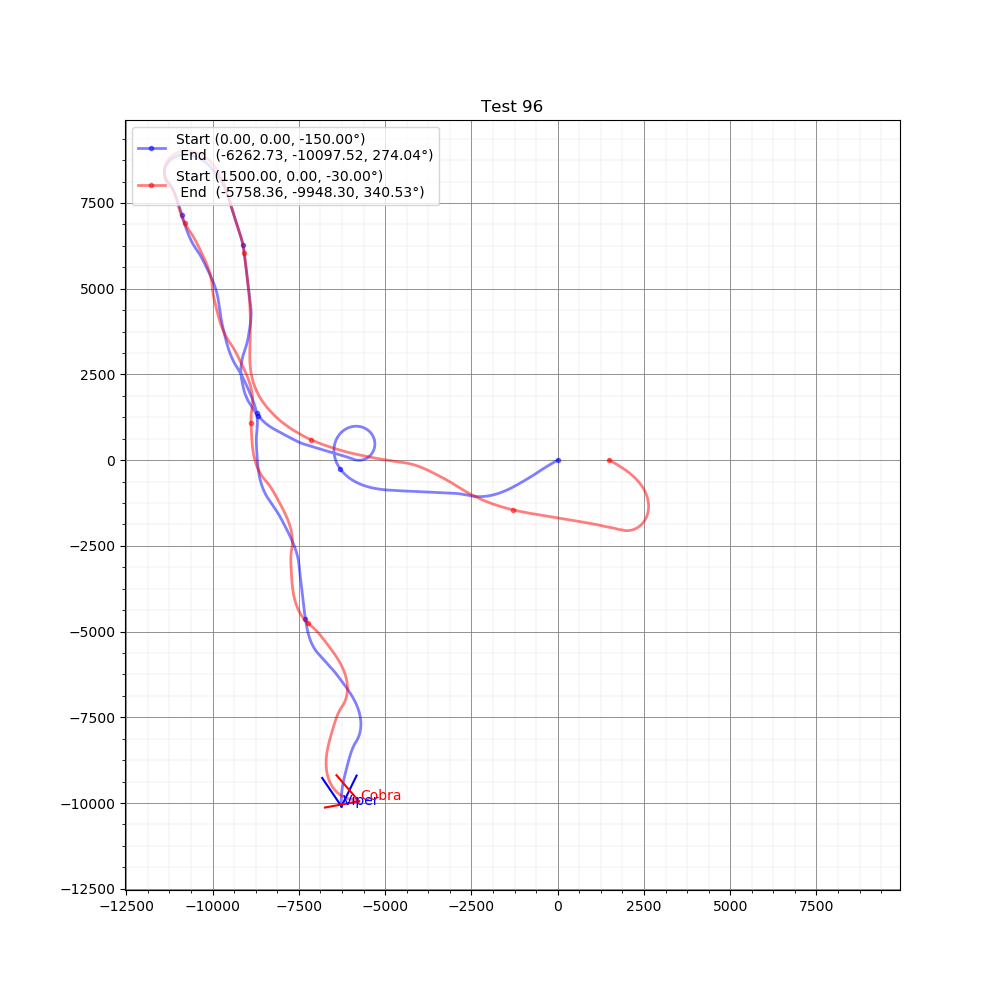 Test 96
Start (0.00, 0.00, -150.00°)
End (-6262.73, -10097.52, 274.04°)
Start (1500.00, 0.00, -30.00°)
End (-5758.36, -9948.30, 340.53°)
7500
5000
2500
0
−2500
−5000
−7500
−10000
−12500
Cobra
Viper
−12500 −10000 −7500 −5000 −2500 0 2500 5000 7500